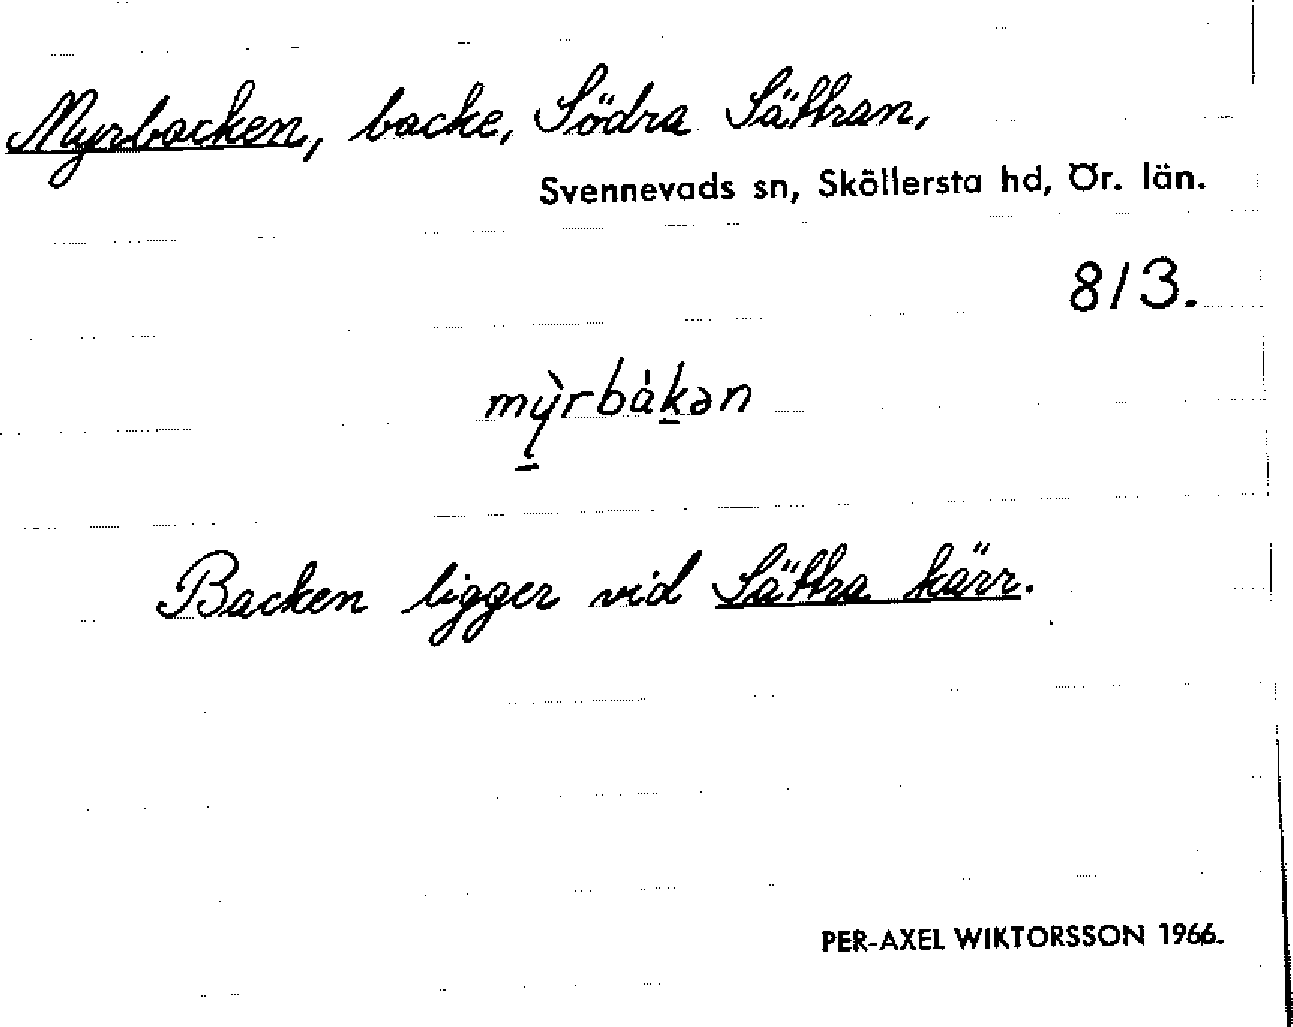 Myrbacken, backe, Södra Sättran,
Svennevads sn, Sköllersta hd, Ör. län.
8/3.
mỳrbákən
Backen ligger vid Sättra kärr.
PER-AXEL WIKTORSSON 1966.